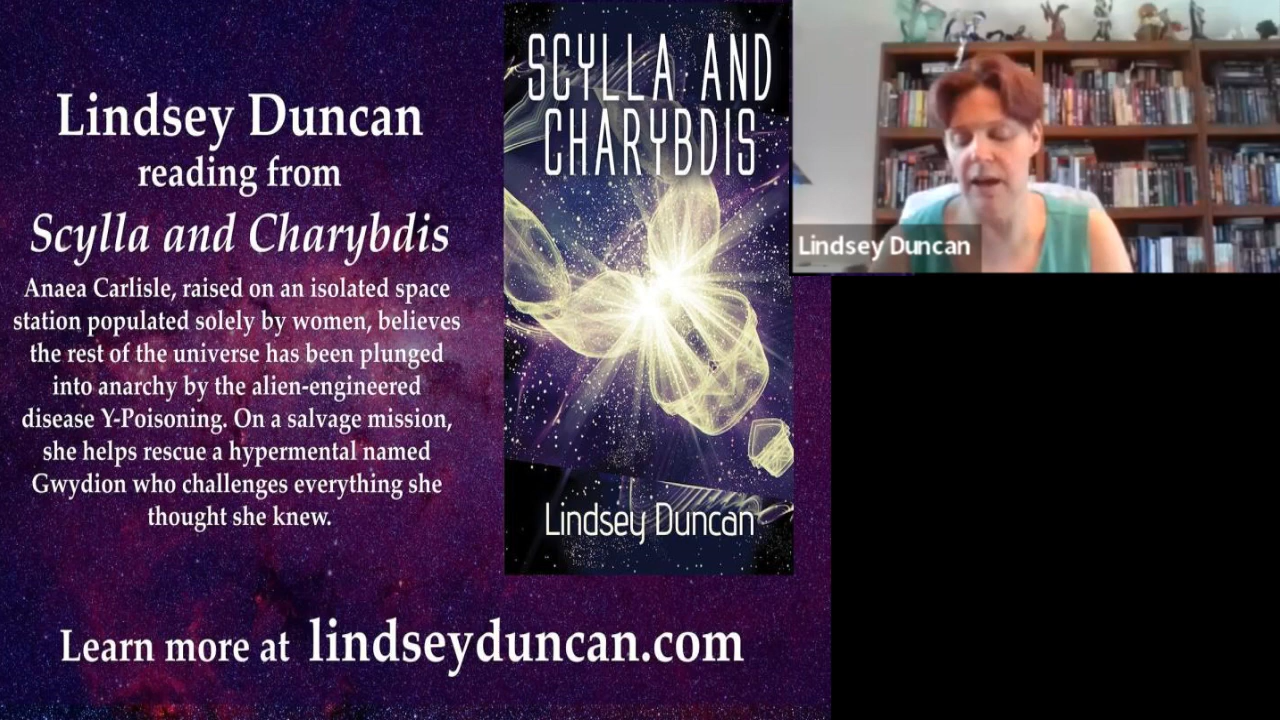 Lindsey Duncan
reading from
Scylla and Charybdis
Anaea Carlisle, raised on an isolated space
station populated solely by women, believes
the rest of the universe has been plunged
into anarchy by the alien-engineered
disease Y-Poisoning. On a salvage mission,
she helps rescue a hypermental named
Gwydion who challenges everything she
thought she knew.
Learn more at lindseyduncan.com
SCYLLA AND
CHARYBDIS
Lindsey Duncan
Lindsey Duncan